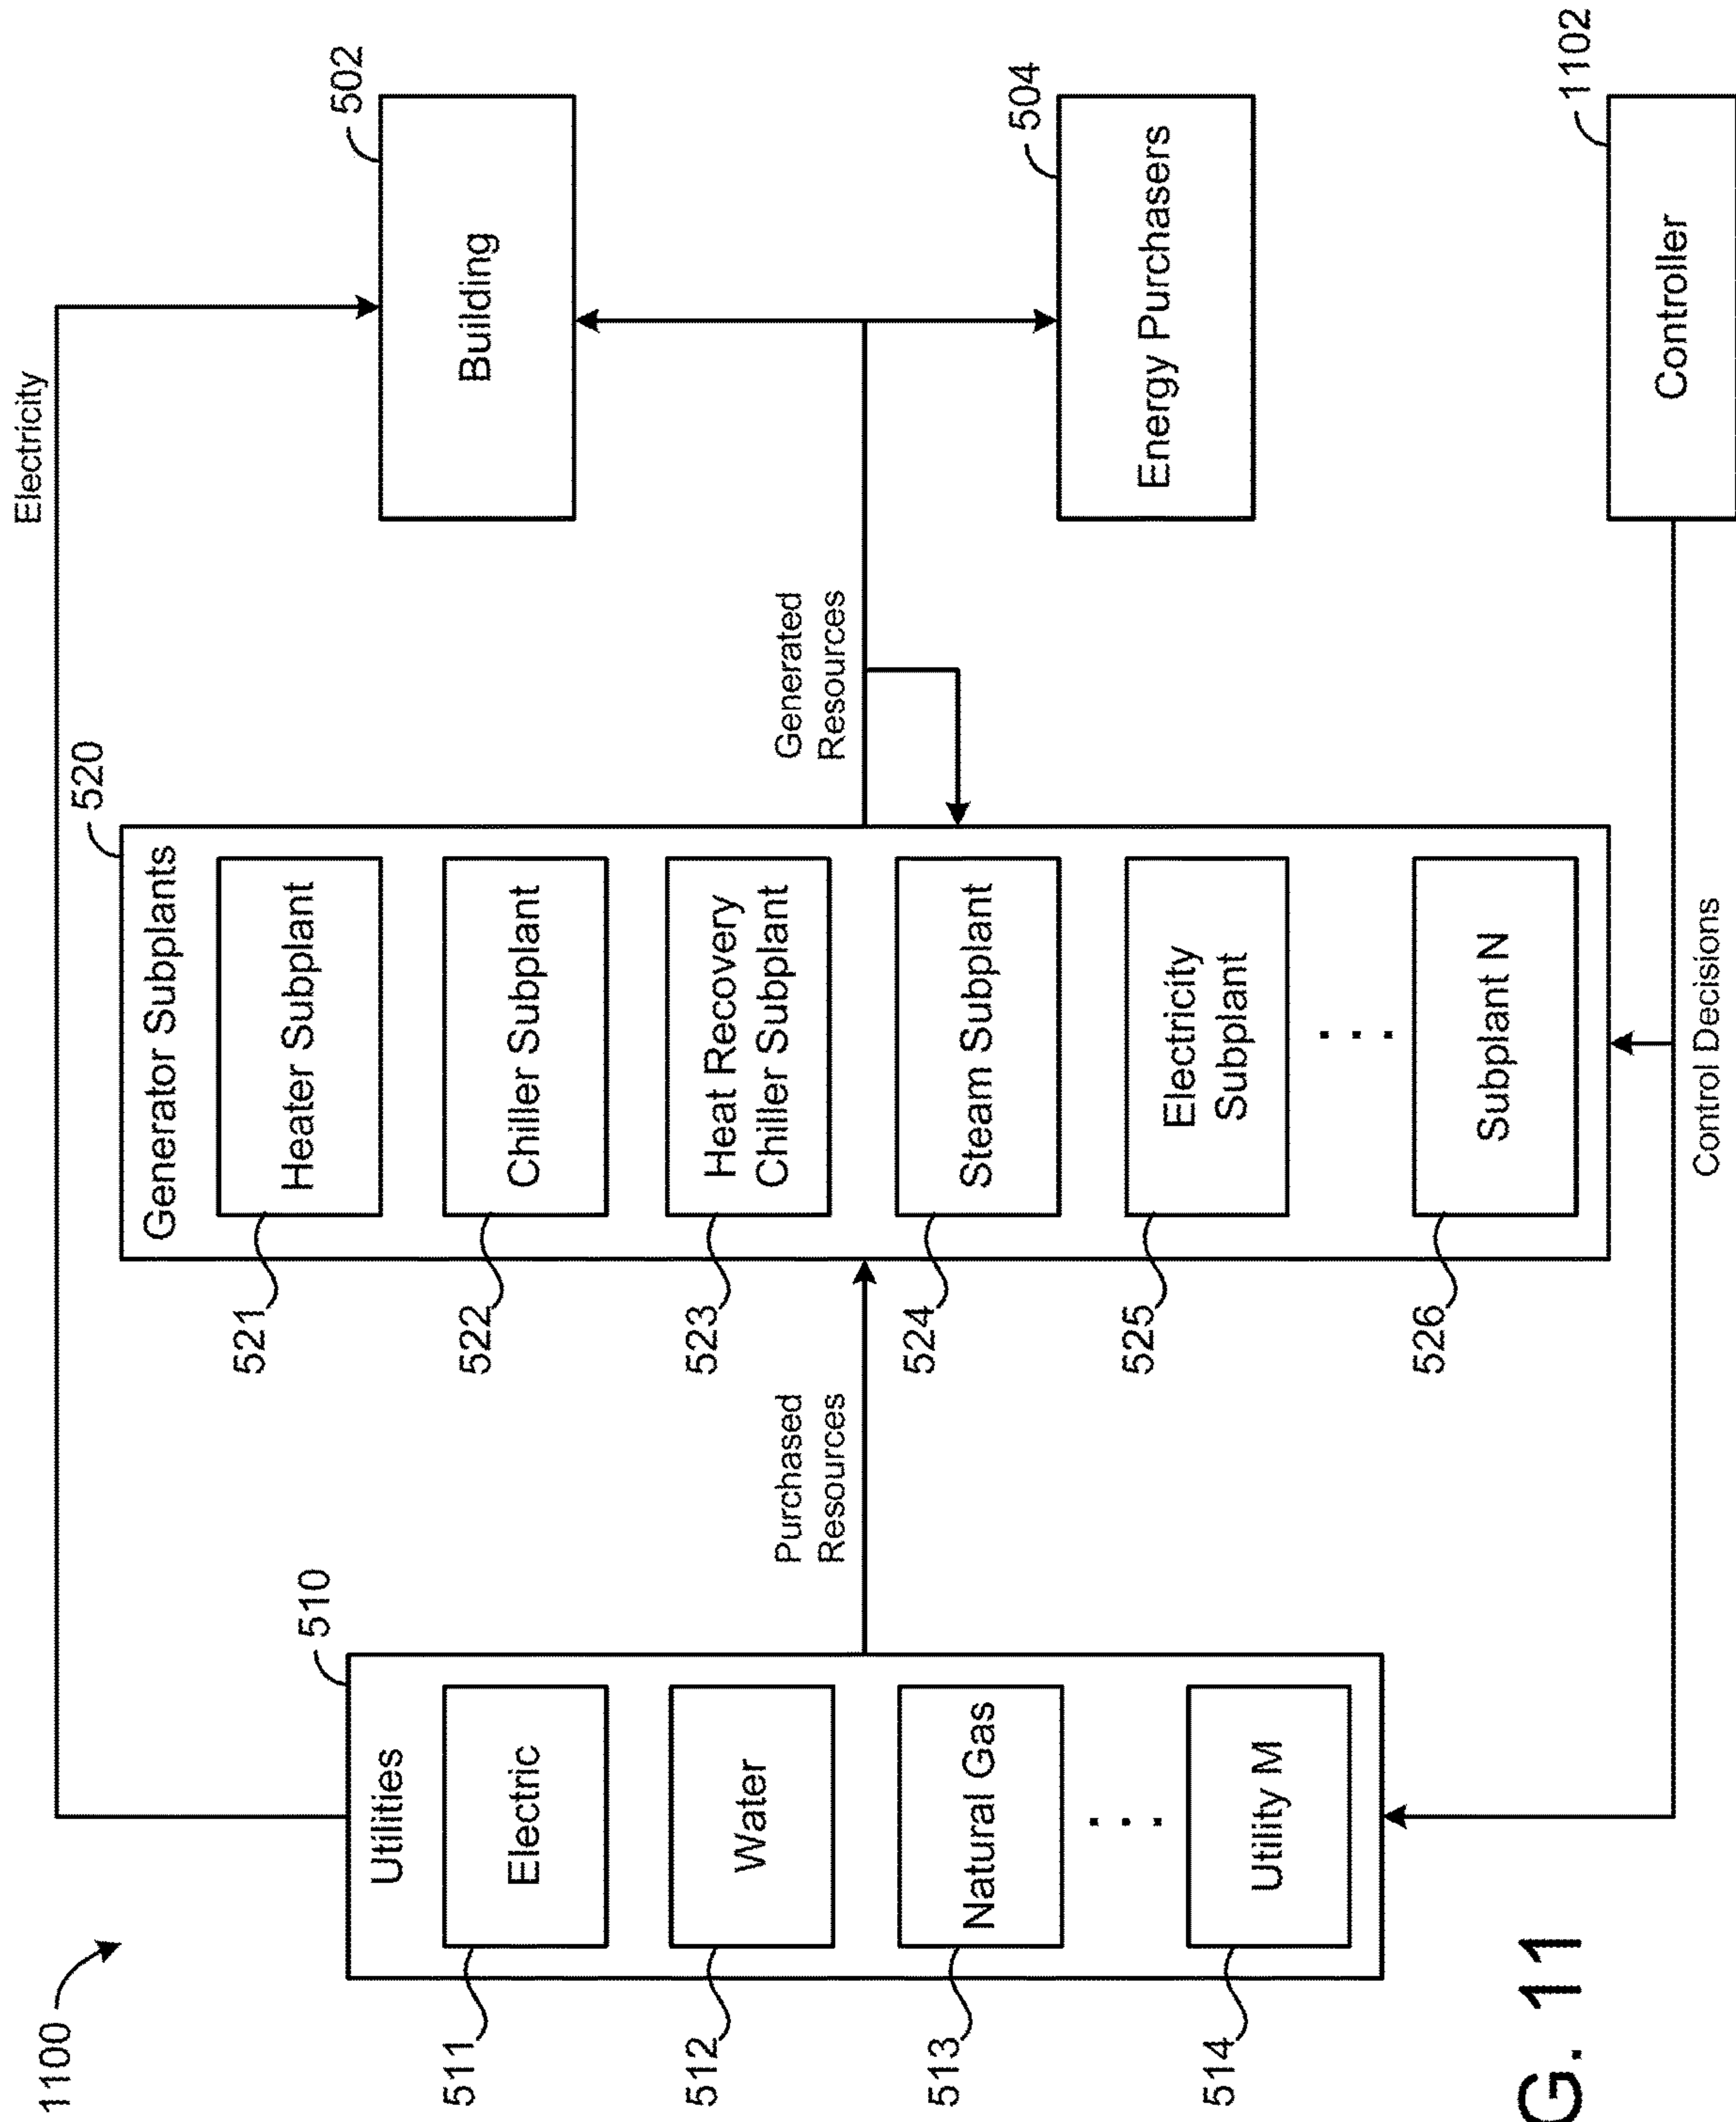 1100
Electricity
510
Utilities
511
Electric
512
Water
513
Natural Gas
. . .
514
Utility M
Purchased
Resources
520
Generator Subplants
521
Heater Subplant
522
Chiller Subplant
523
Heat Recovery
Chiller Subplant
524
Steam Subplant
525
Electricity
Subplant
. . .
526
Subplant N
Generated
Resources
502
Building
504
Energy Purchasers
1102
Controller
Control Decisions
G. 11